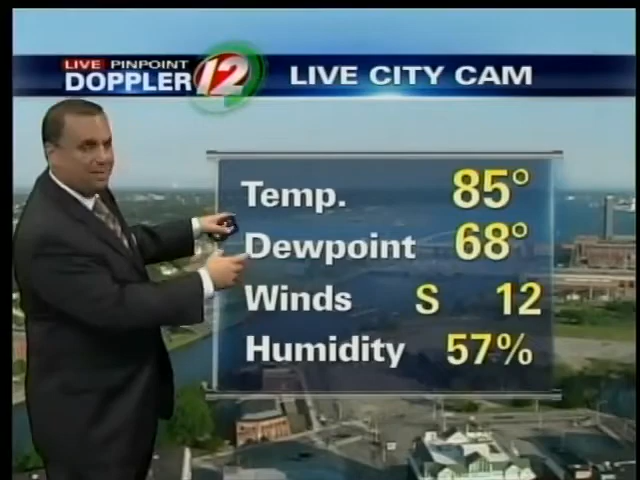 LIVE PINPOINT
DOPPLER 12
LIVE CITY CAM
Temp. 85°
Dewpoint 68°
Winds S 12
Humidity 57%